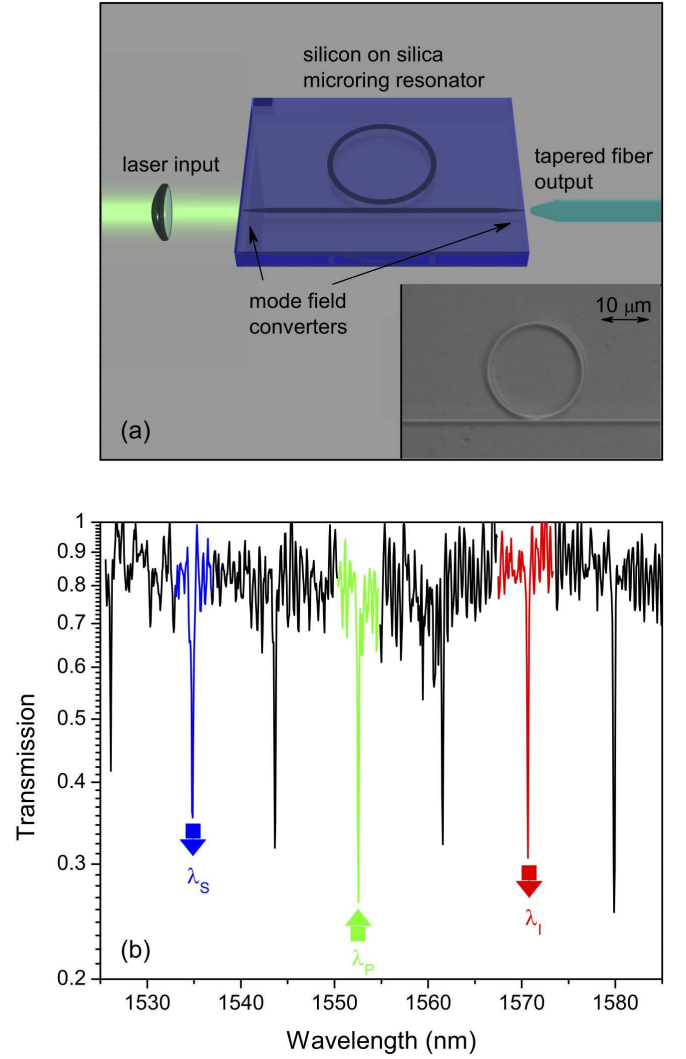 silicon on silica
microring resonator
laser input
tapered fiber
output
mode field
converters
10 μm
(a)
1
0.9
0.8
0.7
0.6
0.5
0.4
0.3
0.2
Transmission
λS
λP
λI
(b)
1530 1540 1550 1560 1570 1580
Wavelength (nm)